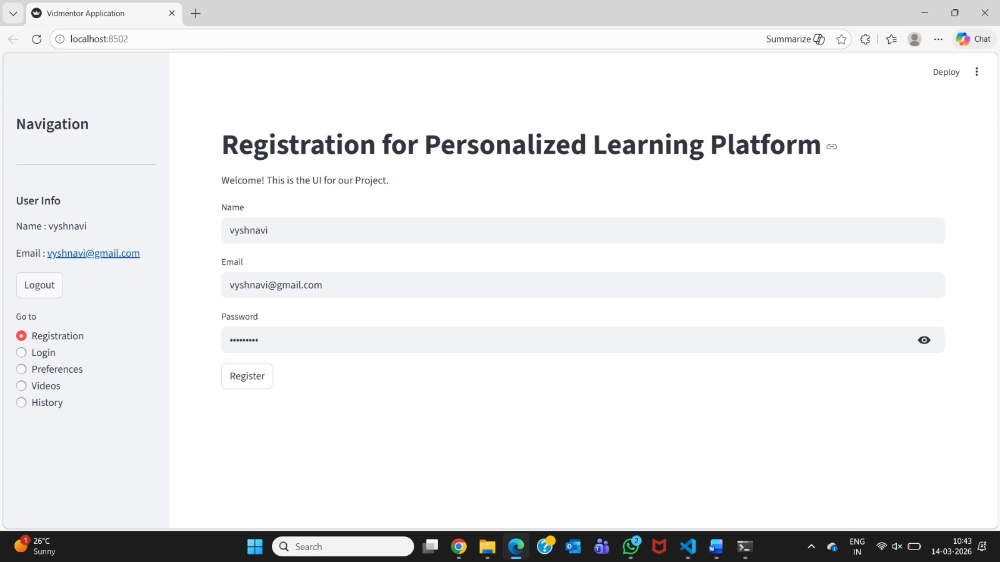 Vidmentor Application
localhost:8502
Summarize
Chat
Deploy
Navigation
User Info
Name : vyshnavi
Email : vyshnavi@gmail.com
Logout
Go to
Registration
Login
Preferences
Videos
History
Registration for Personalized Learning Platform
Welcome! This is the UI for our Project.
Name
vyshnavi
Email
vyshnavi@gmail.com
Password
•••••••••
Register
1
26°C
Sunny
Search
2
ENG
IN
10:43
14-03-2026